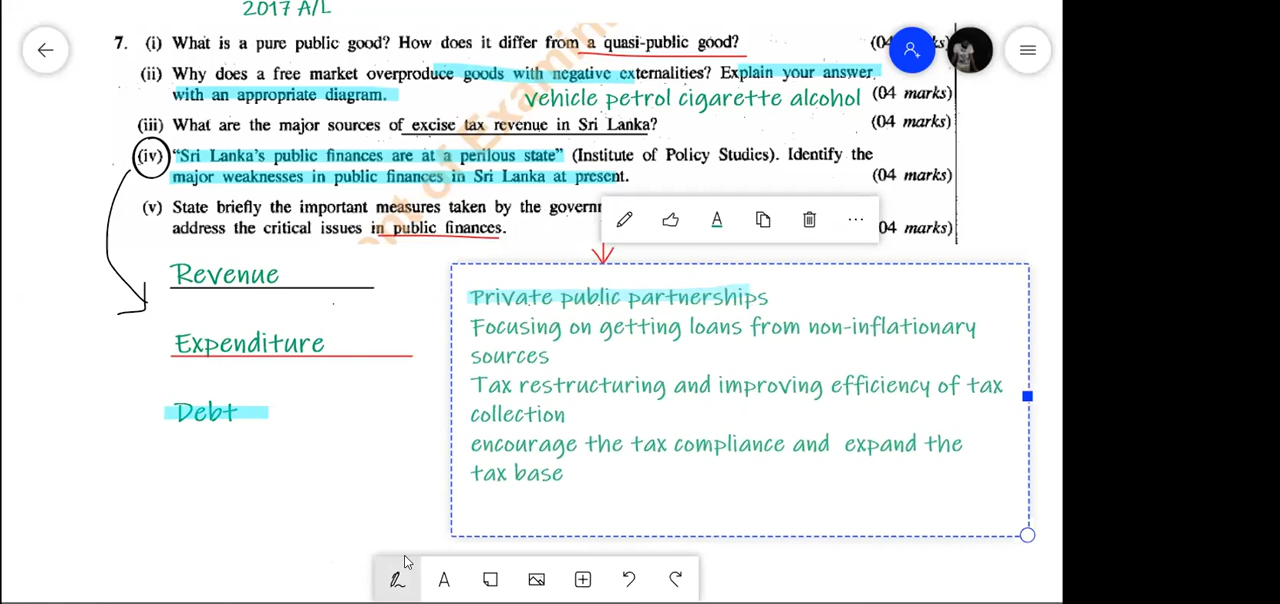 2017 A/L
7. (i) What is a pure public good? How does it differ from a quasi-public good? (04 ks)
(ii) Why does a free market overproduce goods with negative externalities? Explain your answer
with an appropriate diagram. (04 marks)
vehicle petrol cigarette alcohol
(iii) What are the major sources of excise tax revenue in Sri Lanka? (04 marks)
(iv) “Sri Lanka’s public finances are at a perilous state” (Institute of Policy Studies). Identify the
major weaknesses in public finances in Sri Lanka at present. (04 marks)
(v) State briefly the important measures taken by the governm
address the critical issues in public finances. 04 marks)
Revenue
Expenditure
Debt
Private public partnerships
Focusing on getting loans from non-inflationary
sources
Tax restructuring and improving efficiency of tax
collection
encourage the tax compliance and expand the
tax base
A
A